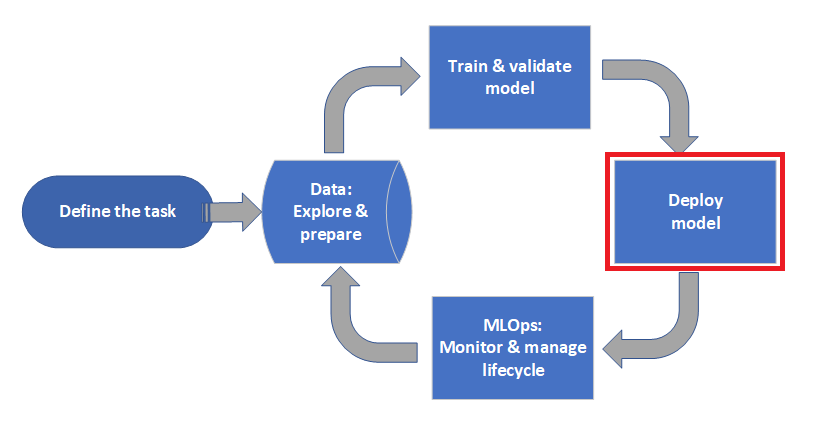 Define the task
Data:
Explore &
prepare
Train & validate
model
Deploy
model
MLOps:
Monitor & manage
lifecycle